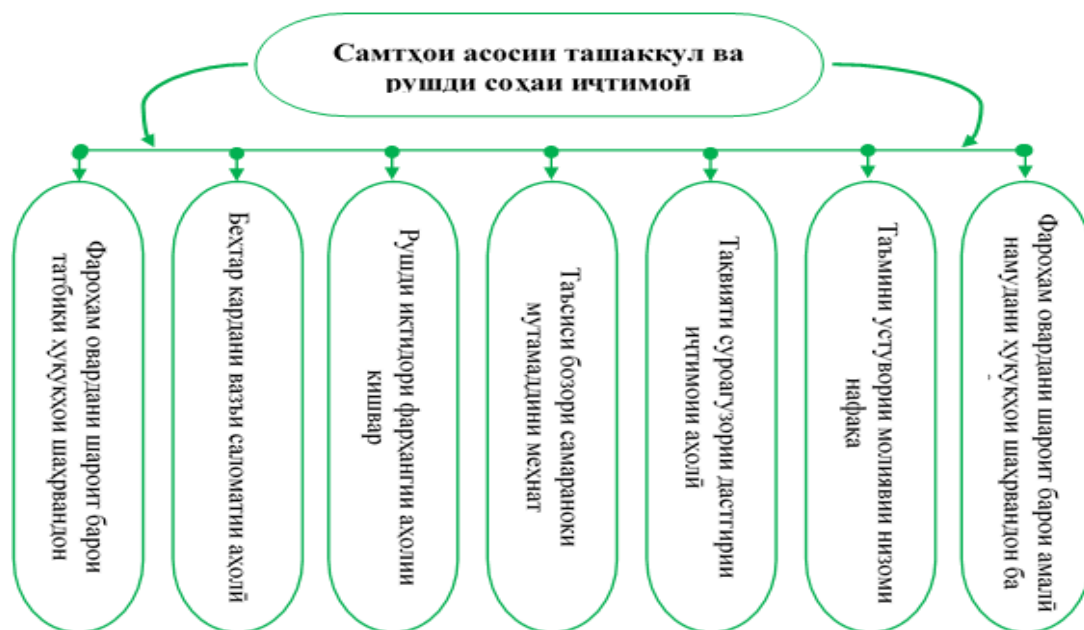 Самтҳои асосии ташаккул ва
рушди соҳаи иҷтимоӣ
Фароҳам овардани шароит барои
татбиқи ҳуқуқҳои шаҳрвандон
Беҳтар кардани вазъи саломатии аҳолӣ
Рушди иқтидори фарҳангии аҳолии
кишвар
Таъсиси бозори самараноки
мутамаддини меҳнат
Тақвияти суроагузории дастгирии
иҷтимоии аҳолӣ
Таъмини устувории молиявии низоми
нафақа
Фароҳам овардани шароит барои амалӣ
намудани ҳуқуқҳои шаҳрвандон ба